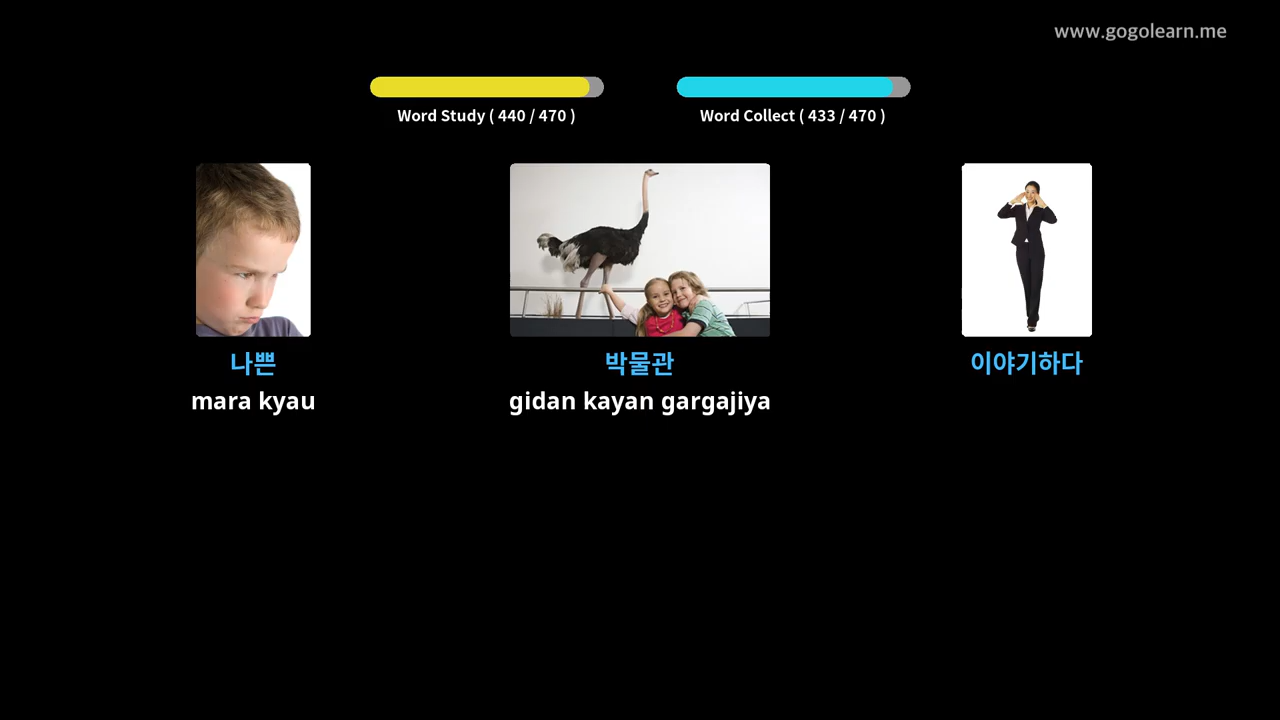 www.gogolearn.me
Word Study ( 440 / 470 )
Word Collect ( 433 / 470 )
나쁜
mara kyau
박물관
gidan kayan gargajiya
이야기하다